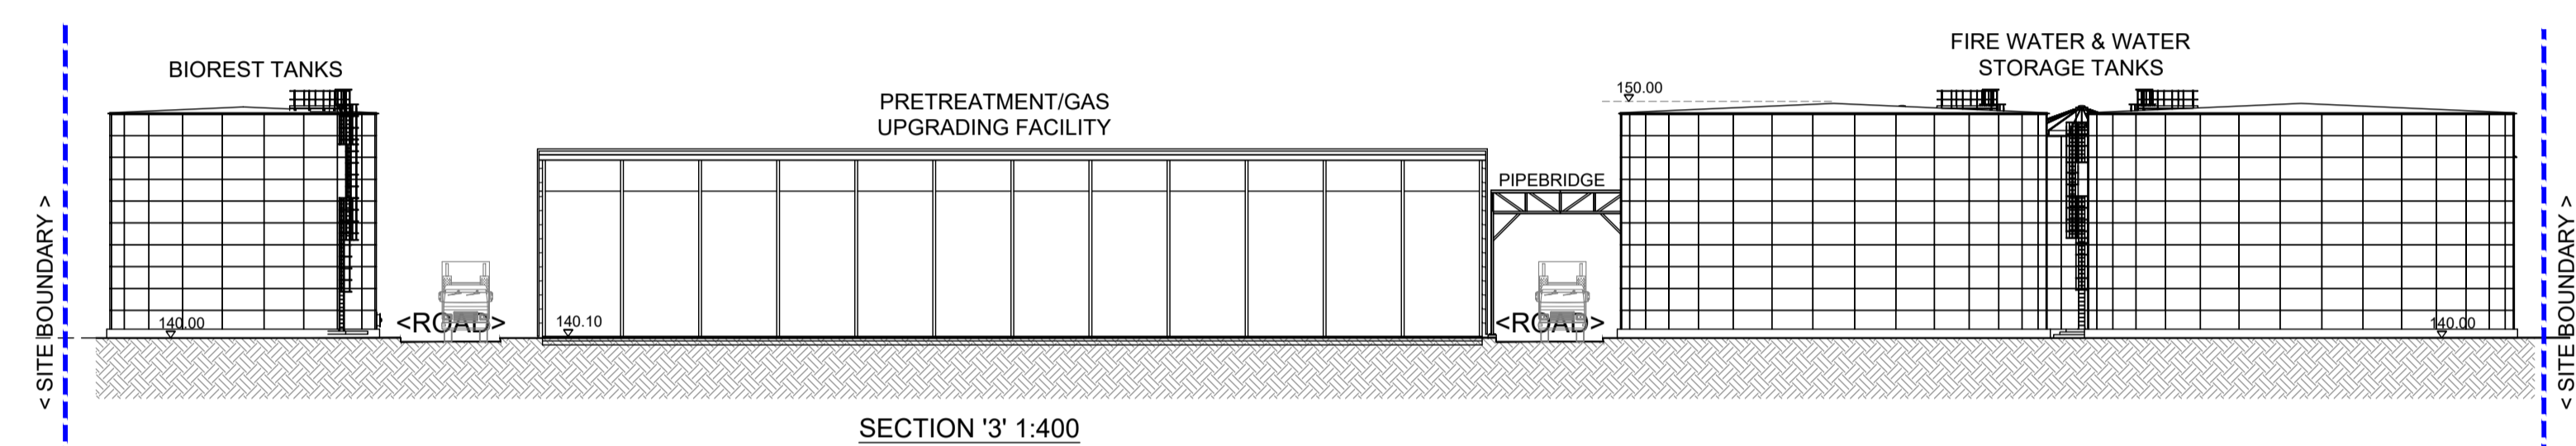 BIOREST TANKS
PRETREATMENT/GAS
UPGRADING FACILITY
FIRE WATER & WATER
STORAGE TANKS
150.00
PIPEBRIDGE
< SITE BOUNDARY >
140.00
<ROAD>
140.10
<ROAD>
140.00
< SITE BOUNDARY >
SECTION '3' 1:400